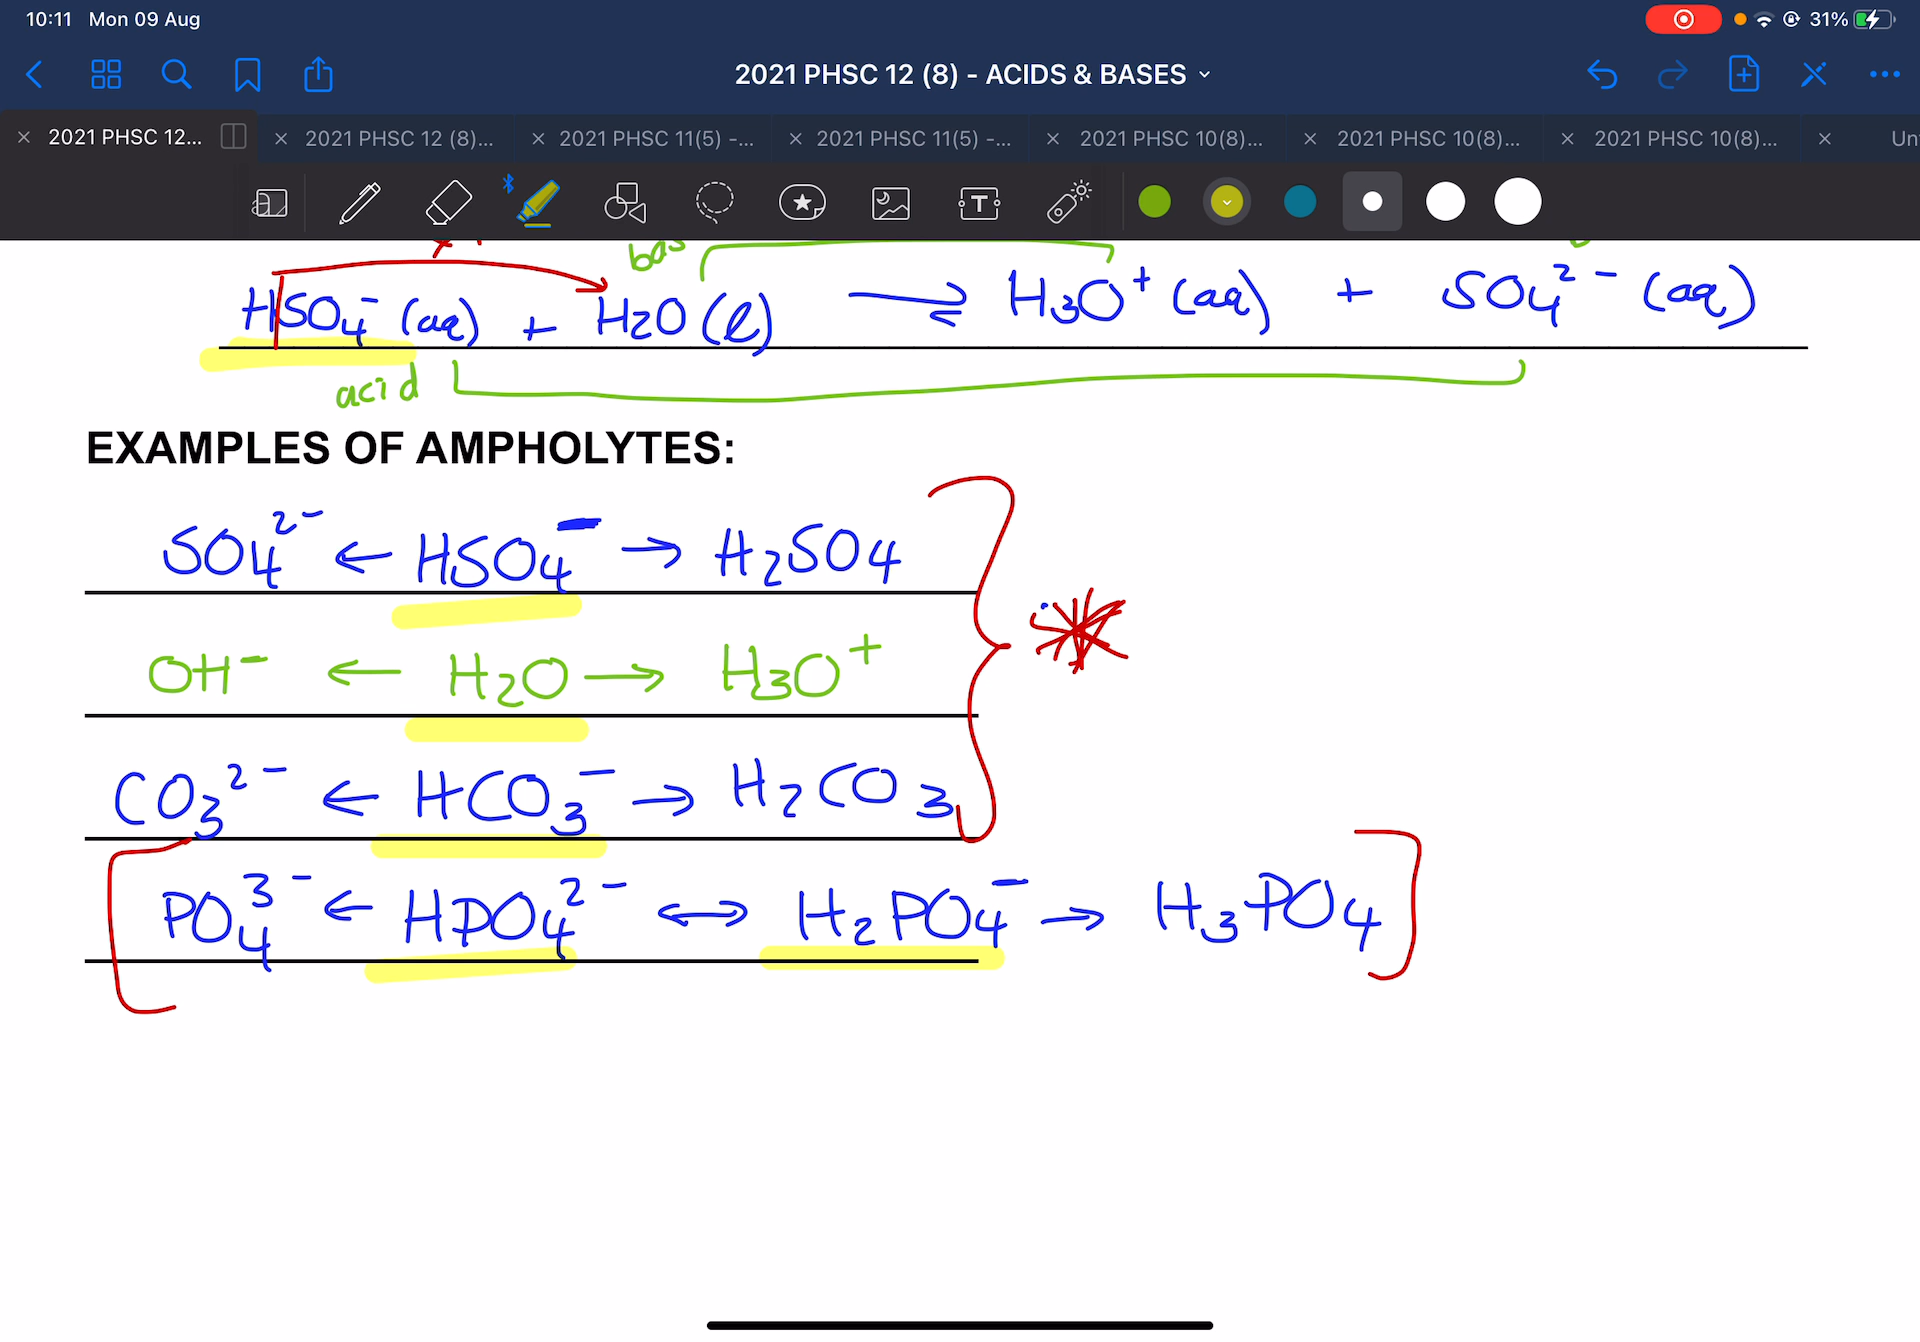 10:11 Mon 09 Aug 31%
2021 PHSC 12 (8) - ACIDS & BASES
2021 PHSC 12... 2021 PHSC 12 (8)... 2021 PHSC 11(5) -... 2021 PHSC 11(5) -... 2021 PHSC 10(8)... 2021 PHSC 10(8)... 2021 PHSC 10(8)... Un
bas
HSO₄⁻ (aq) + H₂O (l) ⇌ H₃O⁺ (aq) + SO₄²⁻ (aq)
acid
EXAMPLES OF AMPHOLYTES:
SO₄²⁻ ← HSO₄⁻ → H₂SO₄
OH⁻ ← H₂O → H₃O⁺
CO₃²⁻ ← HCO₃⁻ → H₂CO₃
PO₄³⁻ ← HPO₄²⁻ ↔ H₂PO₄⁻ → H₃PO₄